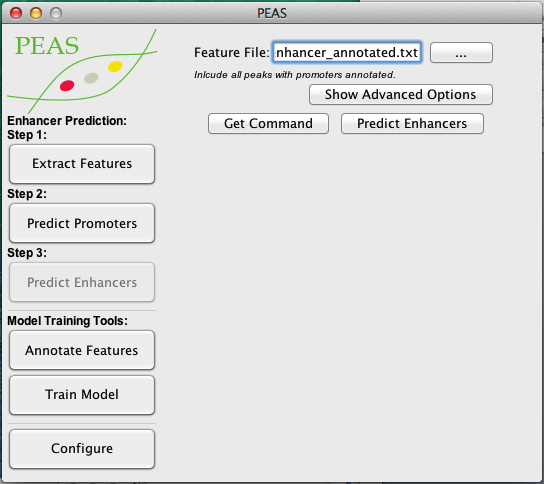 PEAS
PEAS
Feature File: nhancer_annotated.txt ...
Inlcude all peaks with promoters annotated.
Show Advanced Options
Get Command Predict Enhancers
Enhancer Prediction:
Step 1:
Extract Features
Step 2:
Predict Promoters
Step 3:
Predict Enhancers
Model Training Tools:
Annotate Features
Train Model
Configure